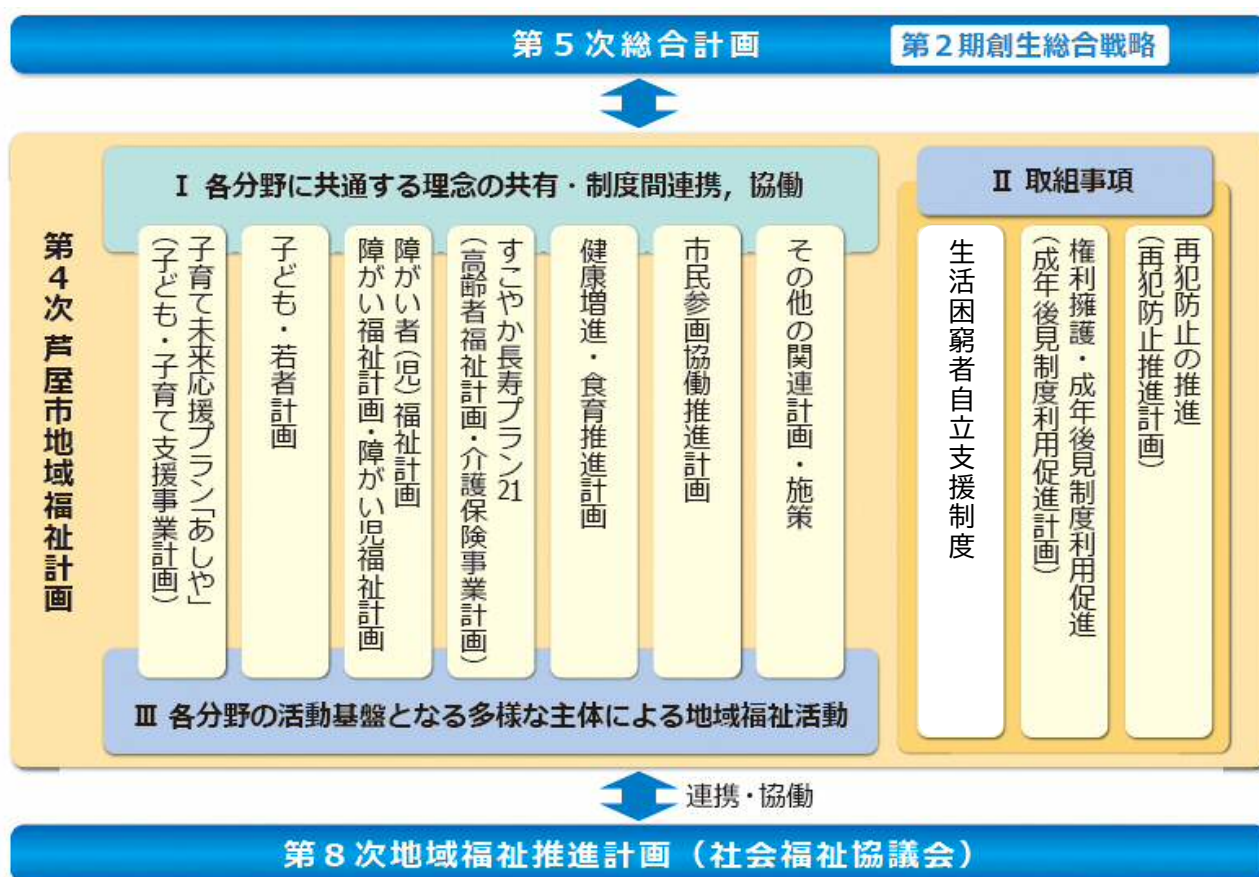 第５次総合計画
第２期創生総合戦略
第４次 芦屋市地域福祉計画
Ⅰ 各分野に共通する理念の共有・制度間連携，協働
子育て未来応援プラン「あしや」
（子ども・子育て支援事業計画）
子ども・若者計画
障がい者（児）福祉計画
障がい福祉計画・障がい児福祉計画
すこやか長寿プラン21
（高齢者福祉計画・介護保険事業計画）
健康増進・食育推進計画
市民参画協働推進計画
その他の関連計画・施策
Ⅲ 各分野の活動基盤となる多様な主体による地域福祉活動
Ⅱ 取組事項
生活困窮者自立支援制度
権利擁護・成年後見制度利用促進
（成年後見制度利用促進計画）
再犯防止の推進
（再犯防止推進計画）
連携・協働
第８次地域福祉推進計画（社会福祉協議会）